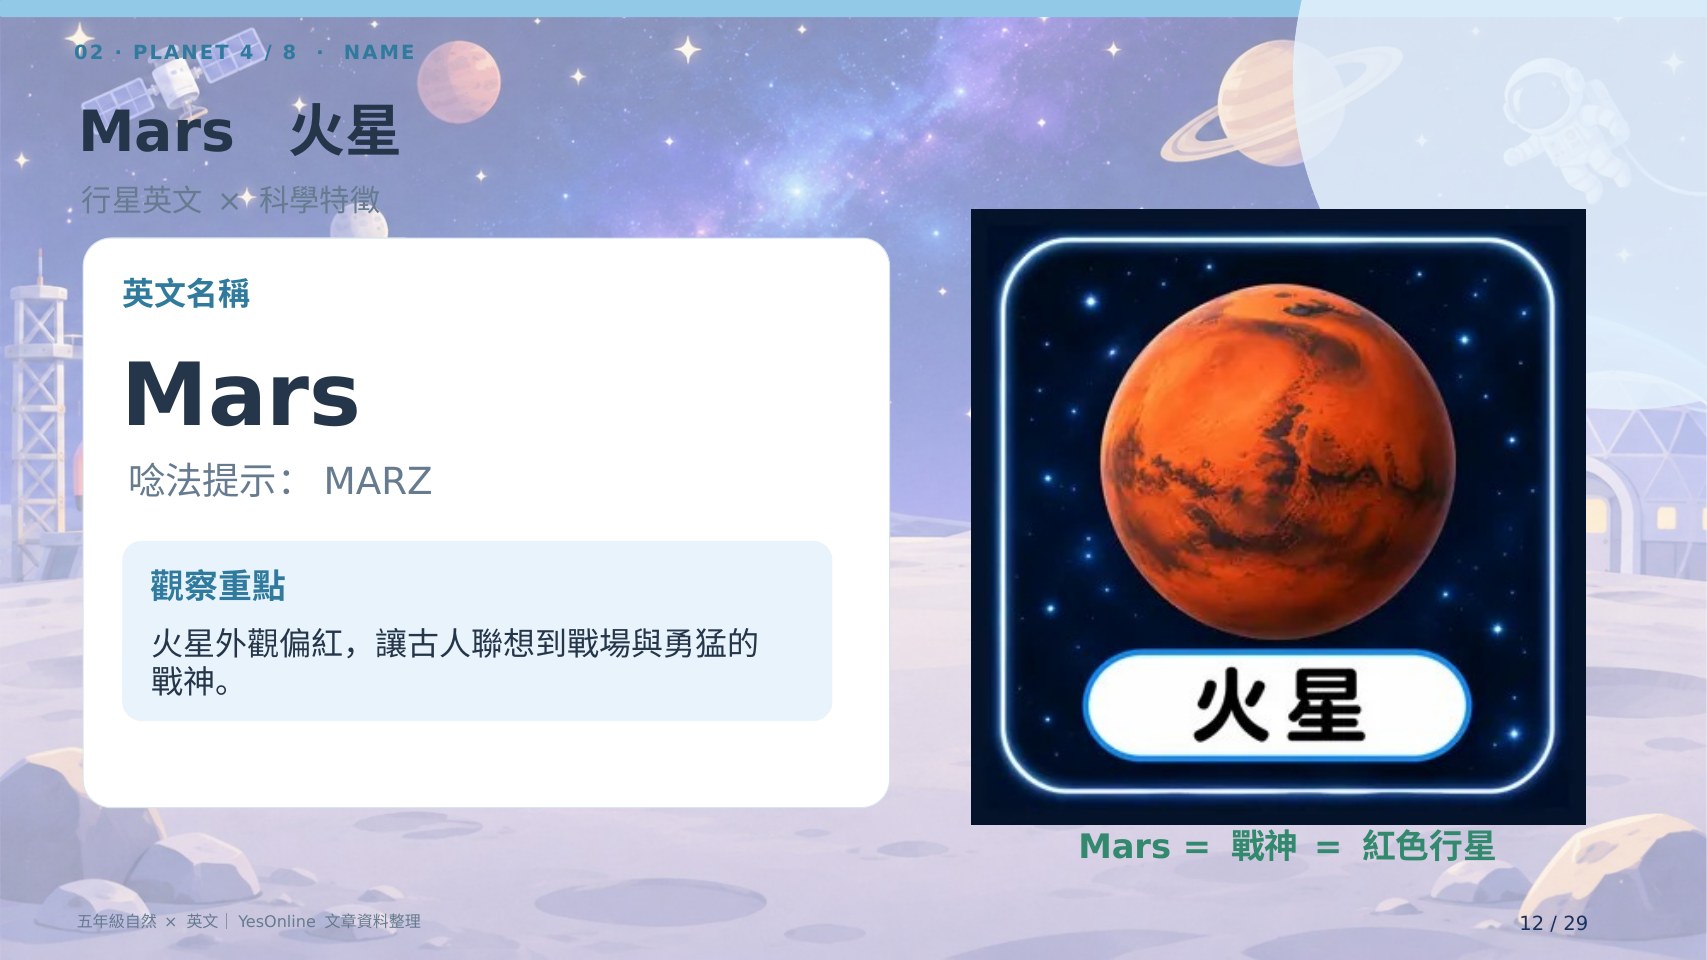 02 · PLANET 4 / 8 · NAME
Mars 火星
行星英文 × 科學特徵
英文名稱
Mars
唸法提示： MARZ
觀察重點
火星外觀偏紅，讓古人聯想到戰場與勇猛的
戰神。
火星
Mars = 戰神 = 紅色行星
五年級自然 × 英文｜YesOnline 文章資料整理
12 / 29